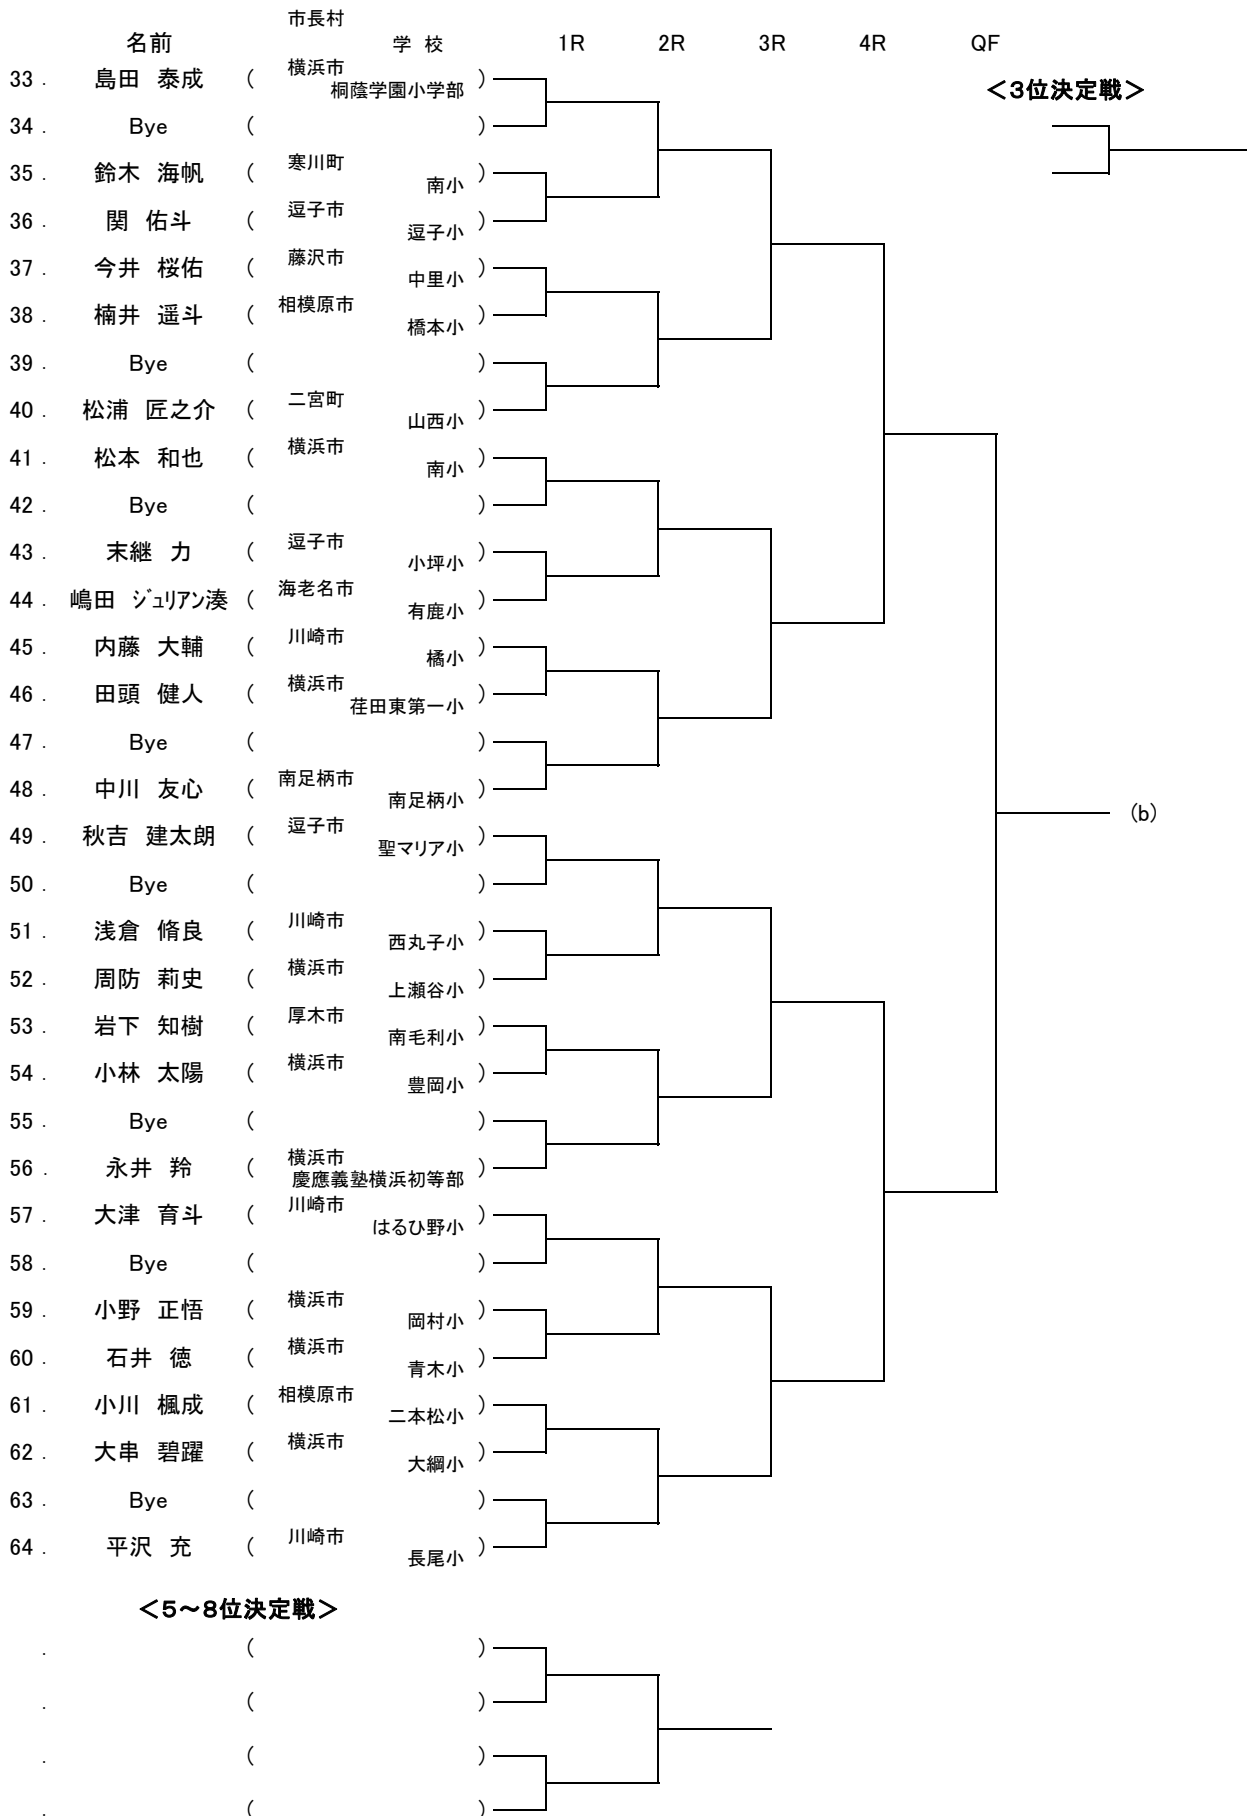 市長村
名前 学 校 1R 2R 3R 4R QF
33 . 島田 泰成 ( 横浜市 桐蔭学園小学部 )
＜3位決定戦＞
34 . Bye ( )
35 . 鈴木 海帆 ( 寒川町 南小 )
36 . 関 佑斗 ( 逗子市 逗子小 )
37 . 今井 桜佑 ( 藤沢市 中里小 )
38 . 楠井 遥斗 ( 相模原市 橋本小 )
39 . Bye ( )
40 . 松浦 匠之介 ( 二宮町 山西小 )
41 . 松本 和也 ( 横浜市 南小 )
42 . Bye ( )
43 . 末継 力 ( 逗子市 小坪小 )
44 . 嶋田 ジュリアン湊 ( 海老名市 有鹿小 )
45 . 内藤 大輔 ( 川崎市 橘小 )
46 . 田頭 健人 ( 横浜市 荏田東第一小 )
47 . Bye ( )
48 . 中川 友心 ( 南足柄市 南足柄小 )
(b)
49 . 秋吉 建太朗 ( 逗子市 聖マリア小 )
50 . Bye ( )
51 . 浅倉 脩良 ( 川崎市 西丸子小 )
52 . 周防 莉史 ( 横浜市 上瀬谷小 )
53 . 岩下 知樹 ( 厚木市 南毛利小 )
54 . 小林 太陽 ( 横浜市 豊岡小 )
55 . Bye ( )
56 . 永井 羚 ( 横浜市 慶應義塾横浜初等部 )
57 . 大津 育斗 ( 川崎市 はるひ野小 )
58 . Bye ( )
59 . 小野 正悟 ( 横浜市 岡村小 )
60 . 石井 徳 ( 横浜市 青木小 )
61 . 小川 楓成 ( 相模原市 二本松小 )
62 . 大串 碧躍 ( 横浜市 大綱小 )
63 . Bye ( )
64 . 平沢 充 ( 川崎市 長尾小 )
＜5～8位決定戦＞
. ( )
. ( )
. ( )
. ( )